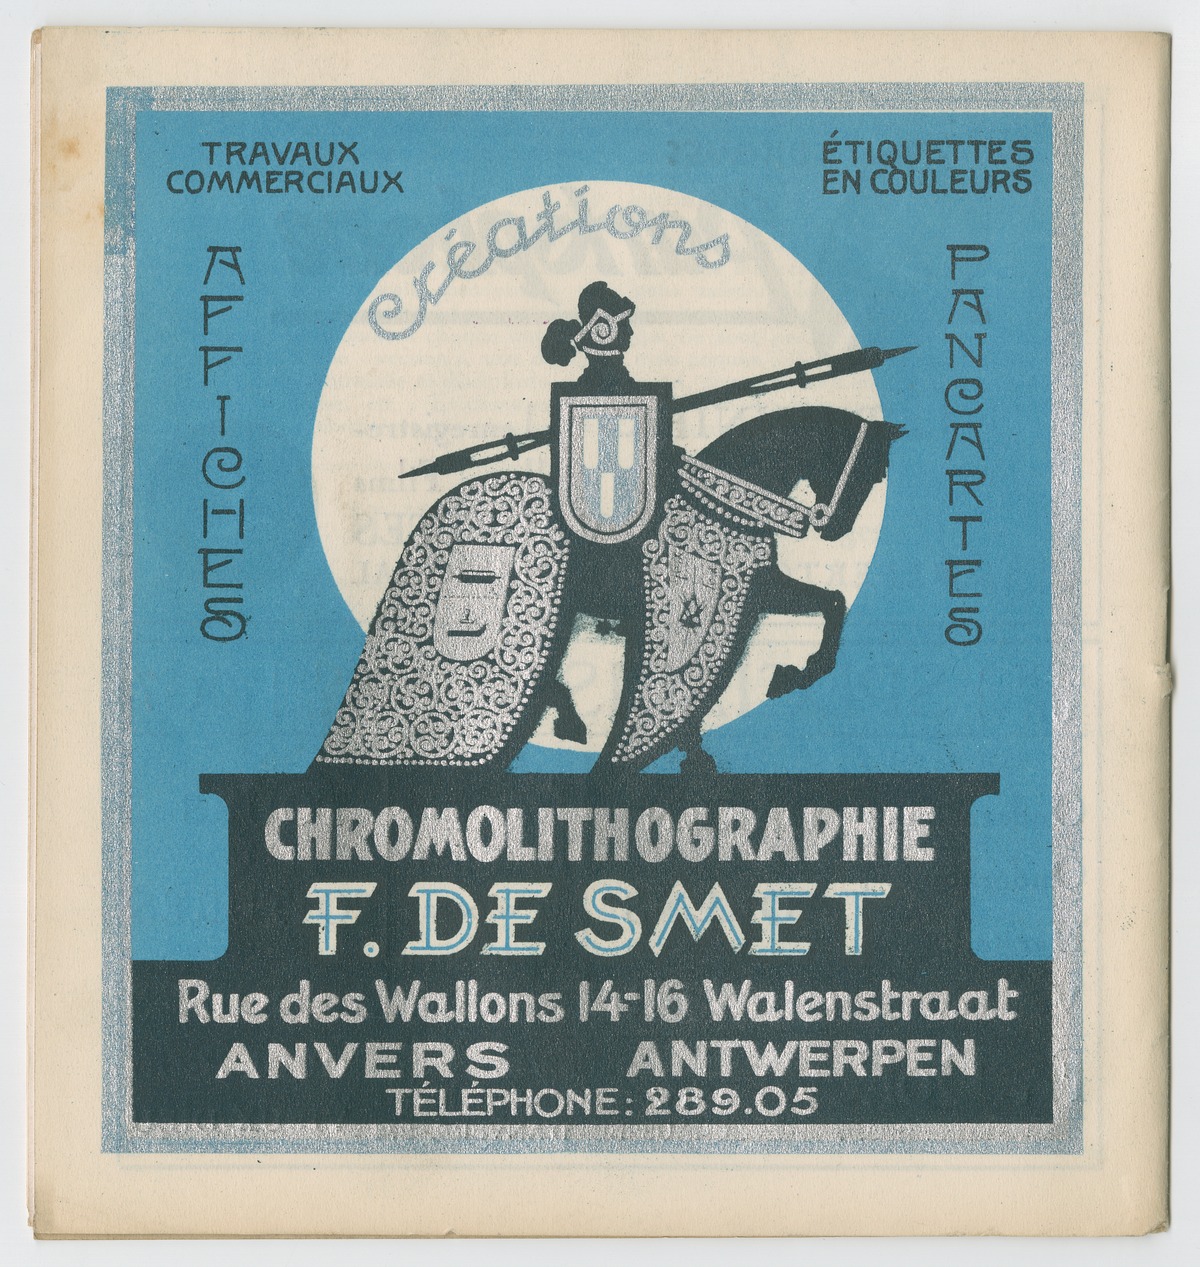 TRAVAUX
COMMERCIAUX
ÉTIQUETTES
EN COULEURS
AFFICHES
Créations
PANCARTES
CHROMOLITHOGRAPHIE
F. DE SMET
Rue des Wallons 14-16 Walenstraat
ANVERS ANTWERPEN
TÉLÉPHONE: 289.05